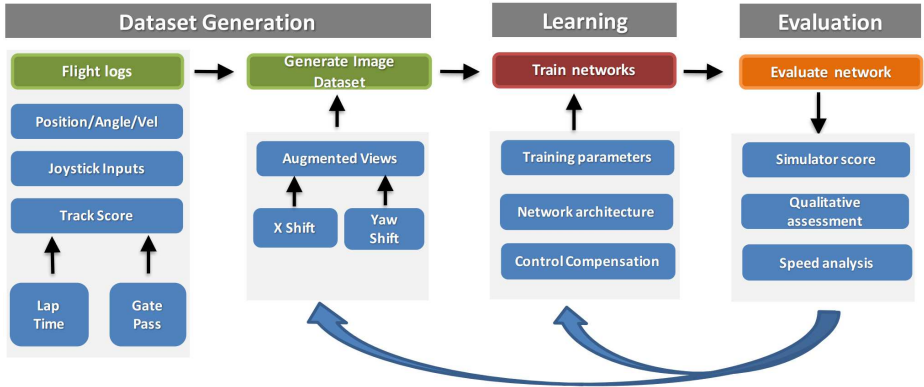 Dataset Generation
Learning
Evaluation
Flight logs
Generate Image
Dataset
Train networks
Evaluate network
Position/Angle/Vel
Joystick Inputs
Track Score
Lap
Time
Gate
Pass
Augmented Views
X Shift
Yaw
Shift
Training parameters
Network architecture
Control Compensation
Simulator score
Qualitative
assessment
Speed analysis